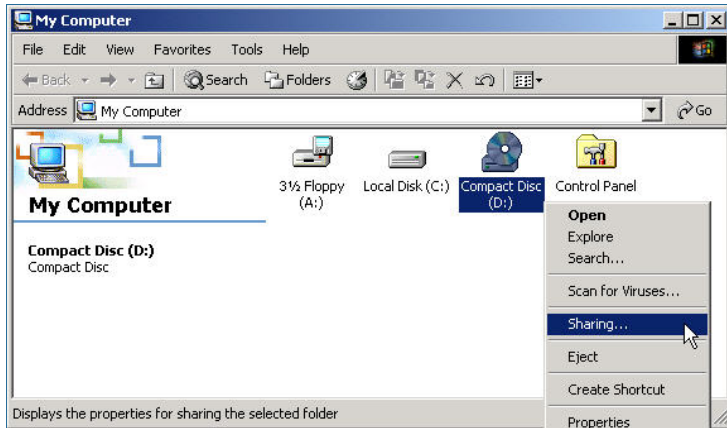 My Computer
File Edit View Favorites Tools Help
Back Search Folders
Address My Computer Go
3½ Floppy (A:)
Local Disk (C:)
Compact Disc (D:)
Control Panel
My Computer
Compact Disc (D:)
Compact Disc
Open
Explore
Search...
Scan for Viruses...
Sharing...
Eject
Create Shortcut
Properties
Displays the properties for sharing the selected folder